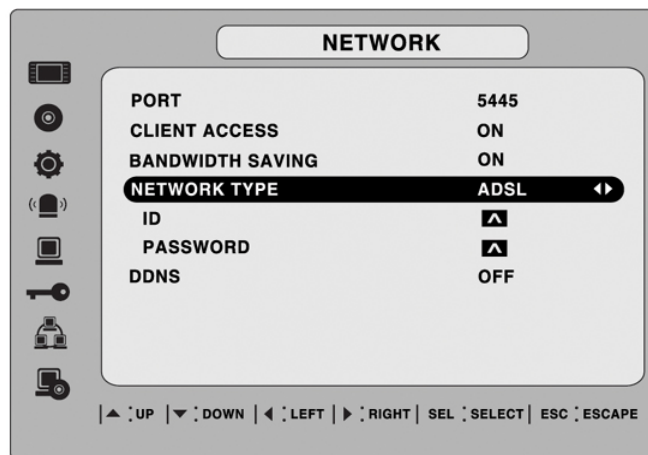 NETWORK
PORT 5445
CLIENT ACCESS ON
BANDWIDTH SAVING ON
NETWORK TYPE ADSL
ID
PASSWORD
DDNS OFF
▲ : UP | ▼ : DOWN | ◀ : LEFT | ▶ : RIGHT | SEL : SELECT | ESC : ESCAPE